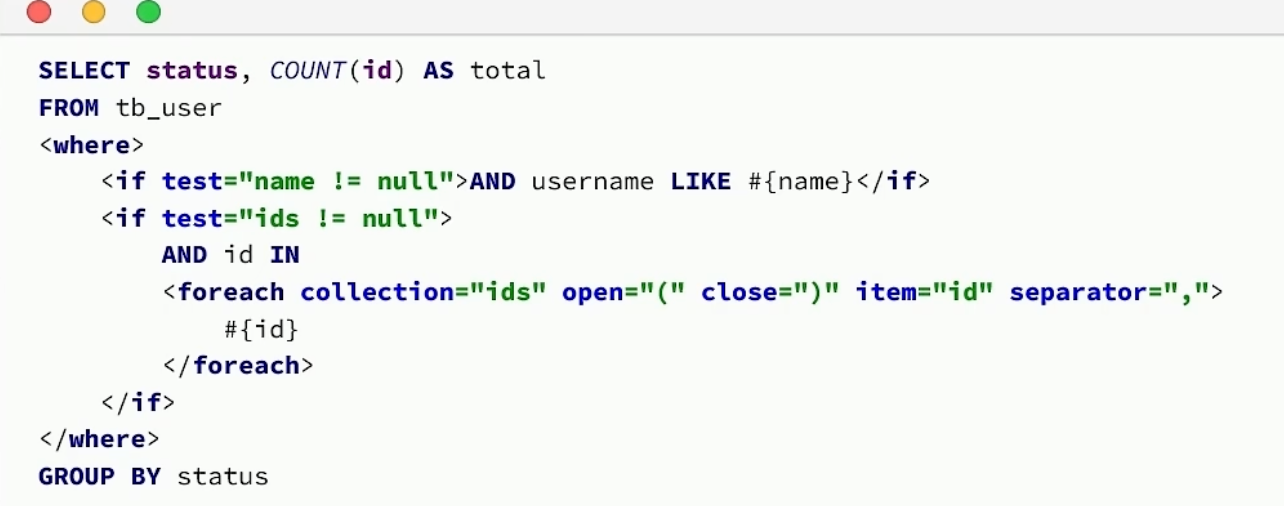 SELECT status, COUNT(id) AS total
FROM tb_user
<where>
    <if test="name != null">AND username LIKE #{name}</if>
    <if test="ids != null">
        AND id IN
        <foreach collection="ids" open="(" close=")" item="id" separator=",">
            #{id}
        </foreach>
    </if>
</where>
GROUP BY status